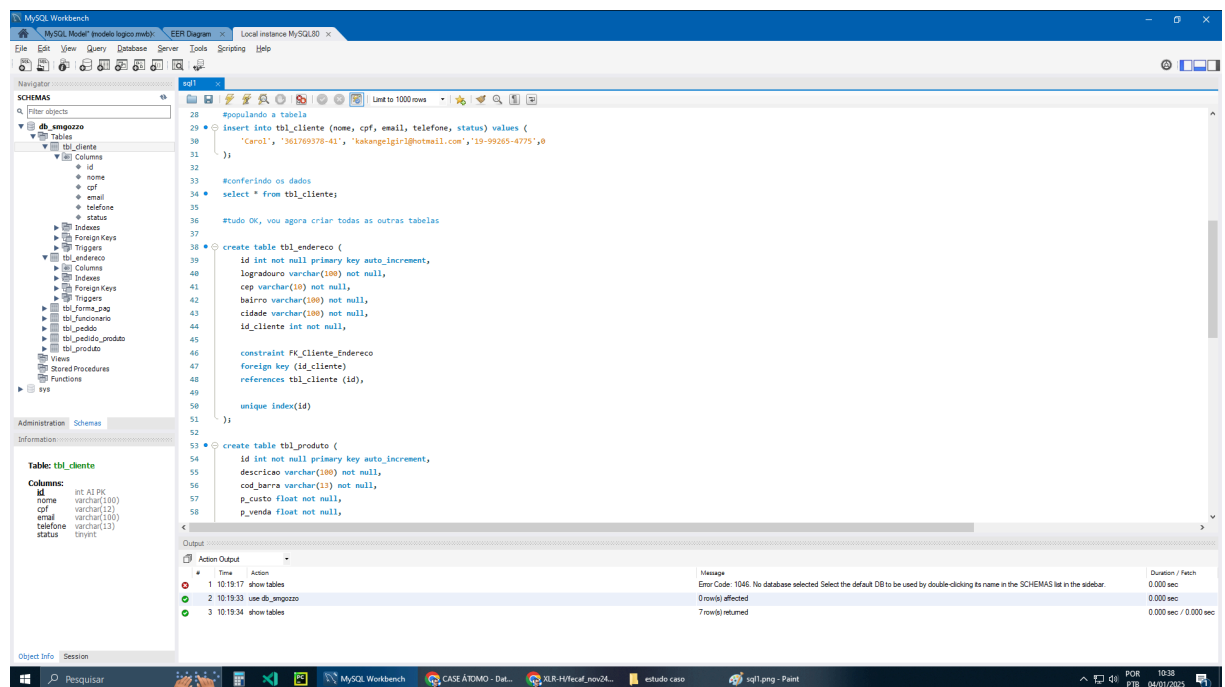 MySQL Workbench
MySQL Model* (modelo logico.mwb) ×
EER Diagram ×
Local instance MySQL80 ×
File Edit View Query Database Server Tools Scripting Help
Navigator
SCHEMAS
Filter objects
db_smgozzo
Tables
tbl_cliente
Columns
id
nome
cpf
email
telefone
status
Indexes
Foreign Keys
Triggers
tbl_endereco
Columns
Indexes
Foreign Keys
Triggers
tbl_forma_pag
tbl_funcionario
tbl_pedido
tbl_pedido_produto
tbl_produto
Views
Stored Procedures
Functions
sys
Administration Schemas
Information
Table: tbl_cliente
Columns:
id int AI PK
nome varchar(100)
cpf varchar(12)
email varchar(100)
telefone varchar(13)
status tinyint
Object Info Session
sql1 ×
Limit to 1000 rows
28 #populando a tabela
29 insert into tbl_cliente (nome, cpf, email, telefone, status) values (
30 'Carol', '361769378-41', 'kakangelgirl@hotmail.com','19-99265-4775',0
31 );
32
33 #conferindo os dados
34 select * from tbl_cliente;
35
36 #tudo OK, vou agora criar todas as outras tabelas
37
38 create table tbl_endereco (
39 id int not null primary key auto_increment,
40 logradouro varchar(100) not null,
41 cep varchar(10) not null,
42 bairro varchar(100) not null,
43 cidade varchar(100) not null,
44 id_cliente int not null,
45
46 constraint FK_Cliente_Endereco
47 foreign key (id_cliente)
48 references tbl_cliente (id),
49
50 unique index(id)
51 );
52
53 create table tbl_produto (
54 id int not null primary key auto_increment,
55 descricao varchar(100) not null,
56 cod_barra varchar(13) not null,
57 p_custo float not null,
58 p_venda float not null,
Output
Action Output
# Time Action Message Duration / Fetch
1 10:19:17 show tables Error Code: 1046. No database selected Select the default DB to be used by double-clicking its name in the SCHEMAS list in the sidebar. 0.000 sec
2 10:19:33 use db_smgozzo 0 row(s) affected 0.000 sec
3 10:19:34 show tables 7 row(s) returned 0.000 sec / 0.000 sec
Pesquisar
MySQL Workbench
CASE ÁTOMO - Dat...
XLR-H/fecaf_nov24...
estudo caso
sql1.png - Paint
POR
PTB
10:38
04/01/2025